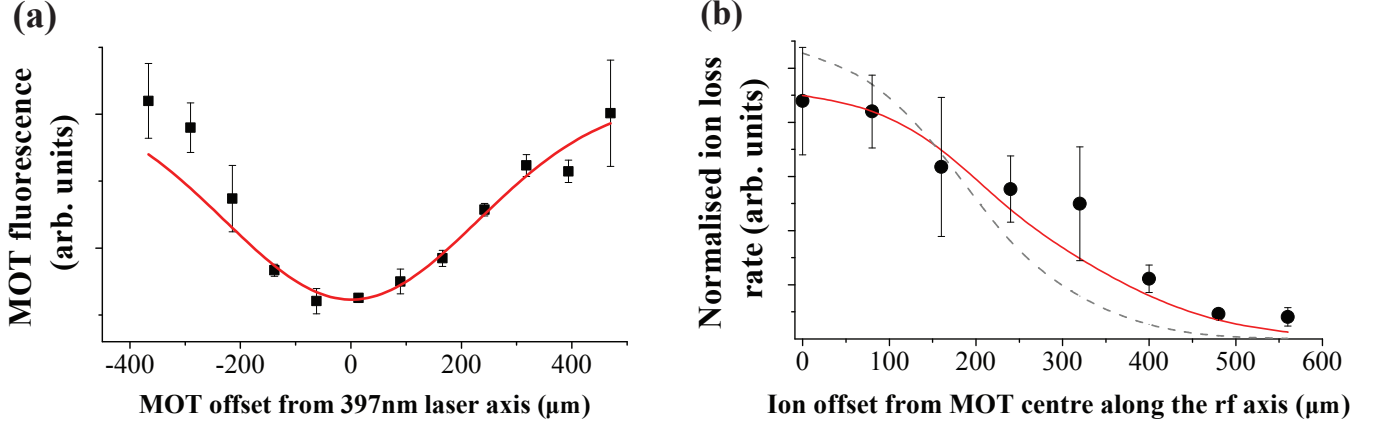 (a)
MOT fluorescence
(arb. units)
-400
-200
0
200
400
MOT offset from 397nm laser axis (µm)
(b)
Normalised ion loss
rate (arb. units)
0
100
200
300
400
500
600
Ion offset from MOT centre along the rf axis (µm)